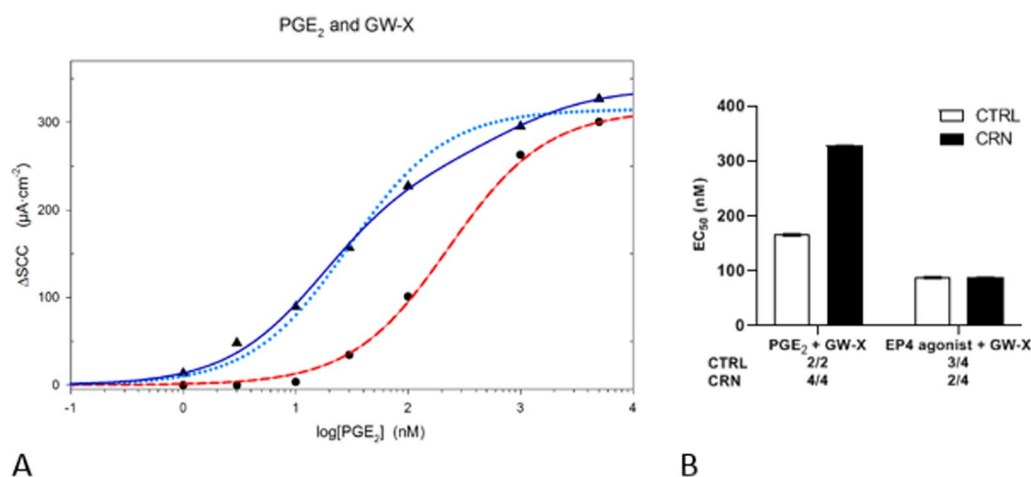 PGE₂ and GW-X
ΔSCC (µA·cm⁻²)
300
200
100
0
-1 0 1 2 3 4
log[PGE₂] (nM)
A
CTRL
CRN
EC₅₀ (nM)
400
300
200
100
0
PGE₂ + GW-X EP4 agonist + GW-X
CTRL 2/2 3/4
CRN 4/4 2/4
B